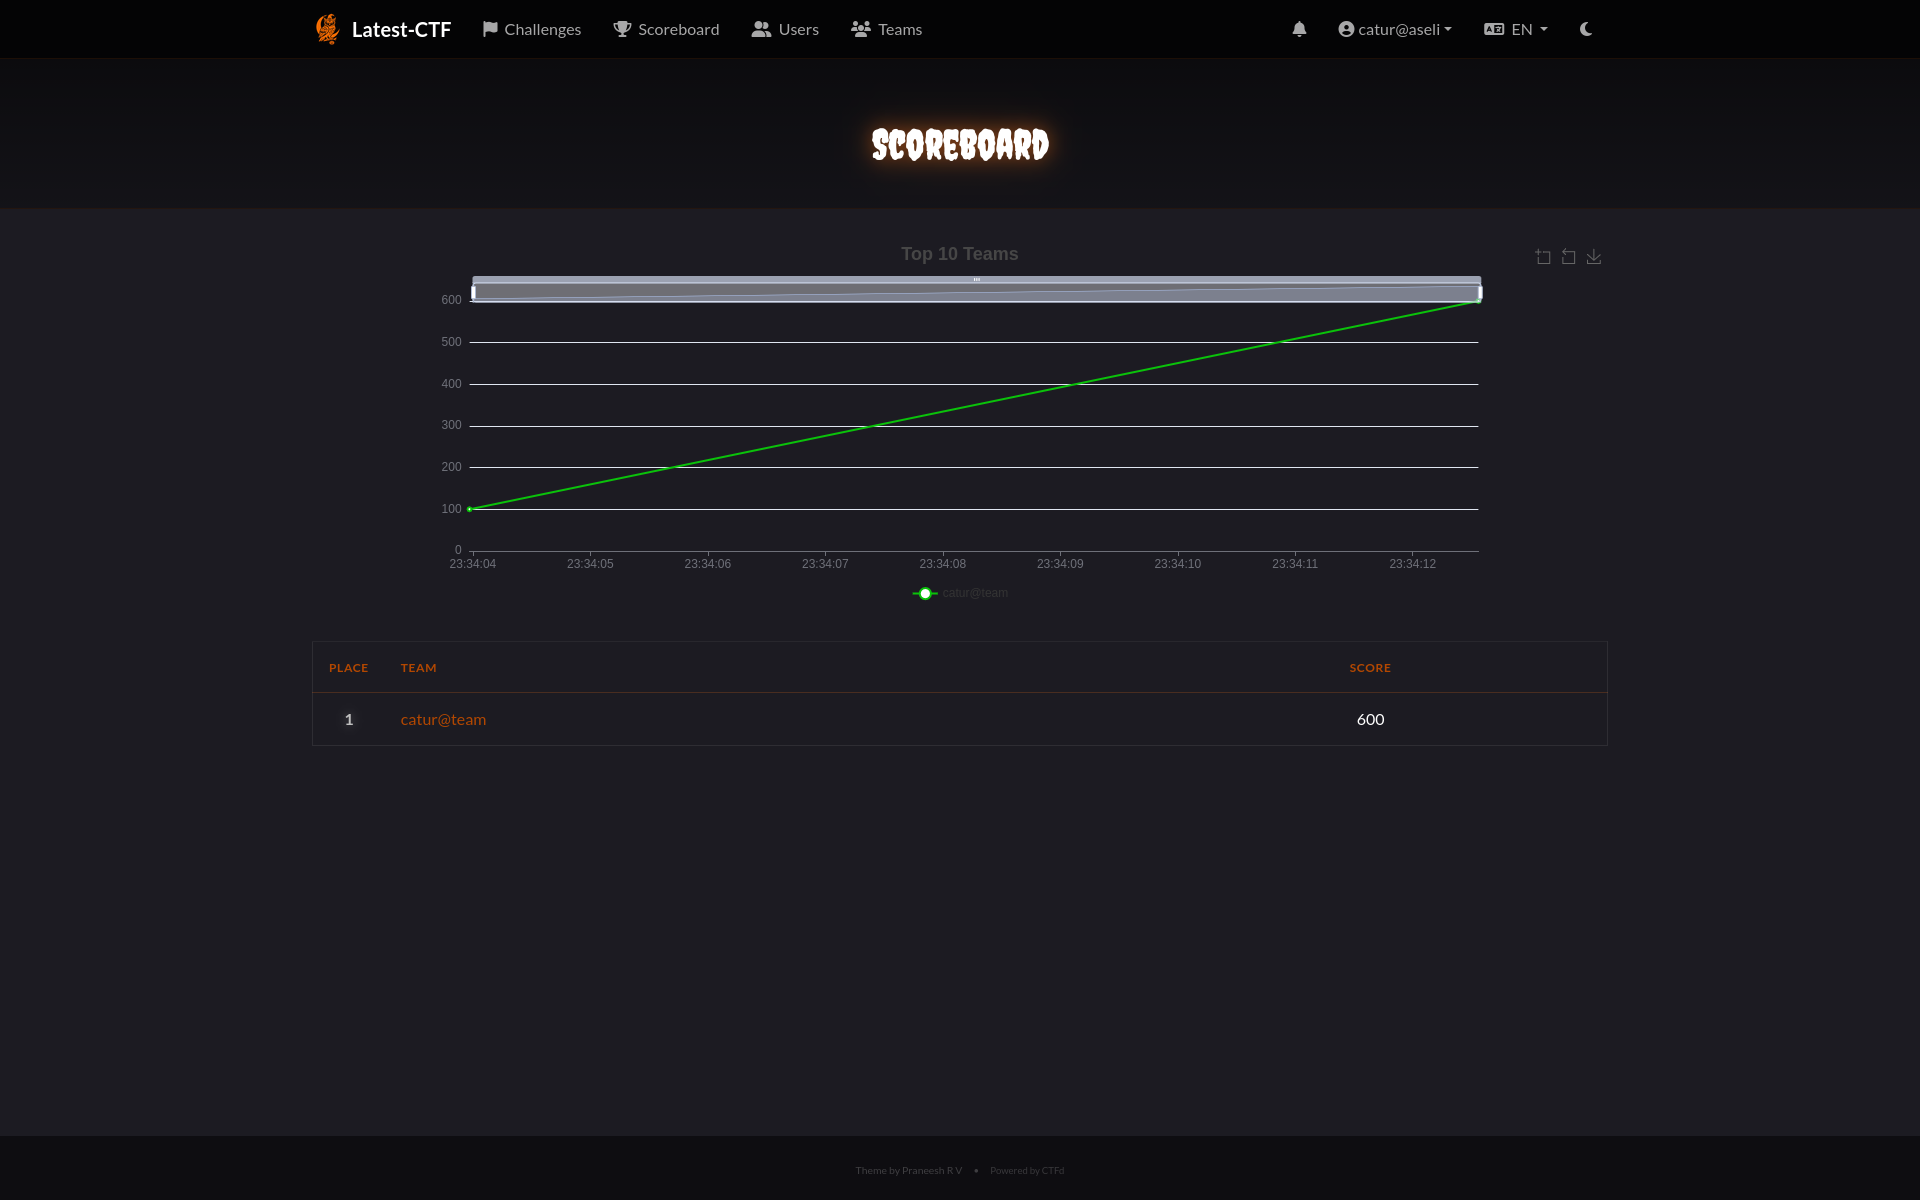 Latest-CTF Challenges Scoreboard Users Teams catur@aseli EN
SCOREBOARD
Top 10 Teams
600
500
400
300
200
100
0
23:34:04 23:34:05 23:34:06 23:34:07 23:34:08 23:34:09 23:34:10 23:34:11 23:34:12
catur@team
PLACE TEAM SCORE
1 catur@team 600
Theme by Praneesh R V • Powered by CTFd